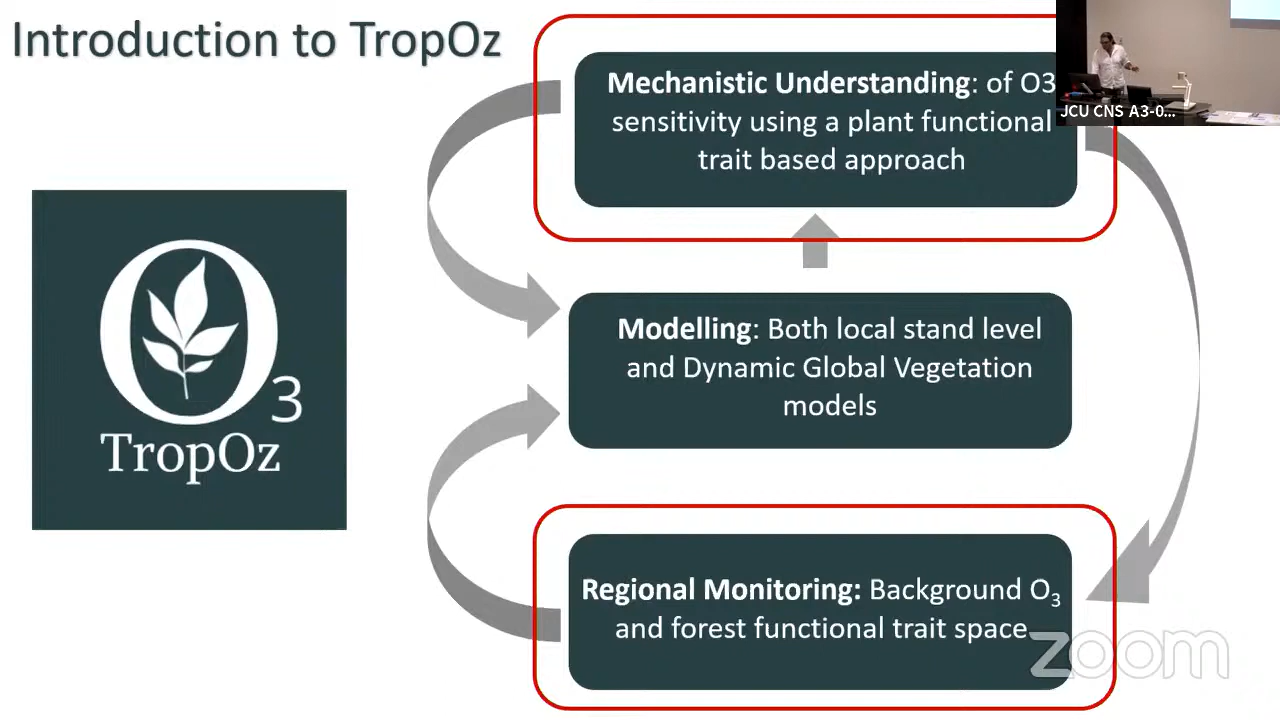 Introduction to TropOz
Mechanistic Understanding: of O3
sensitivity using a plant functional
trait based approach
JCU CNS A3-0...
Modelling: Both local stand level
and Dynamic Global Vegetation
models
O3
TropOz
Regional Monitoring: Background O₃
and forest functional trait space
zoom